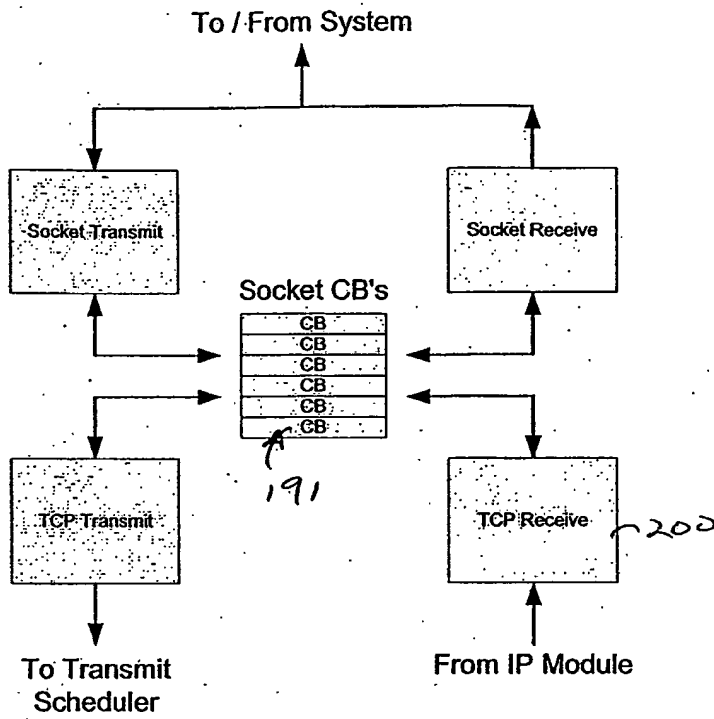 To / From System
Socket Transmit
Socket Receive
Socket CB's
CB
CB
CB
CB
CB
CB
191
TCP Transmit
TCP Receive
200
To Transmit
Scheduler
From IP Module